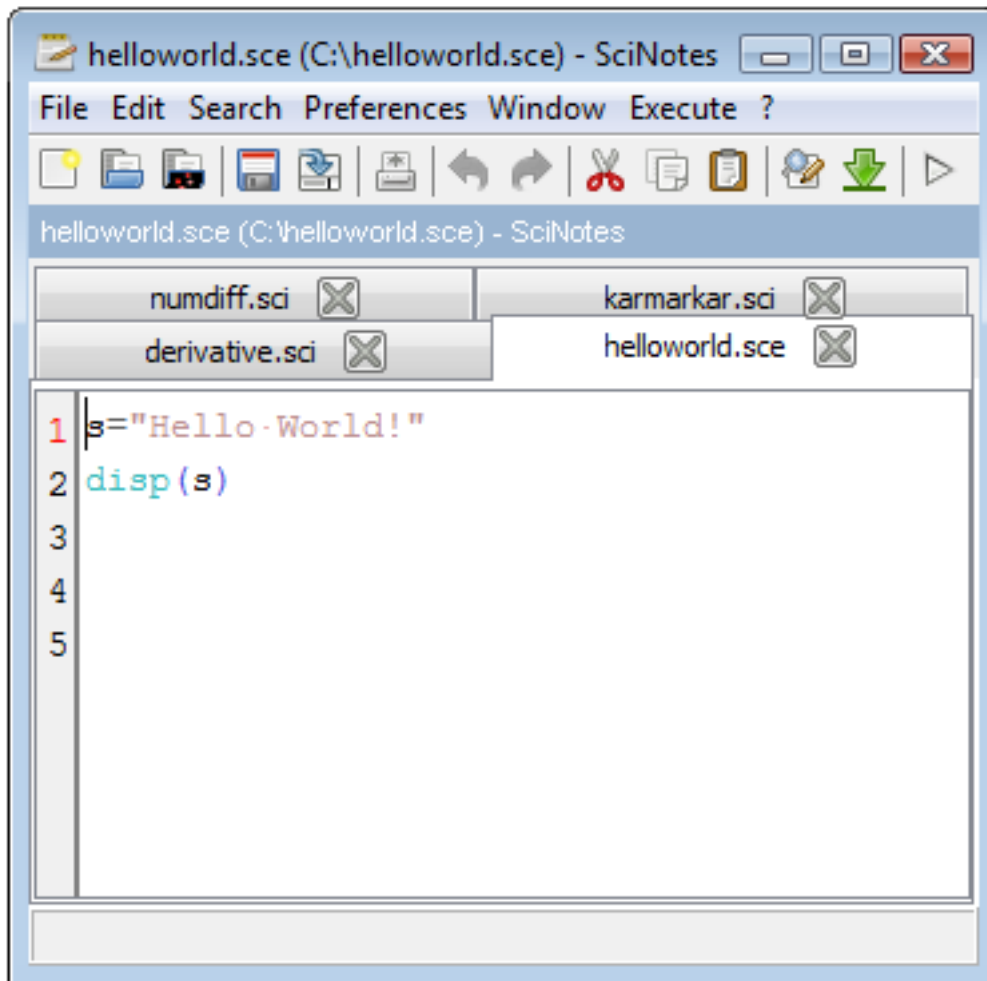 helloworld.sce (C:\helloworld.sce) - SciNotes
File Edit Search Preferences Window Execute ?
helloworld.sce (C:\helloworld.sce) - SciNotes
numdiff.sci karmarkar.sci
derivative.sci helloworld.sce
1 s="Hello·World!"
2 disp(s)
3
4
5